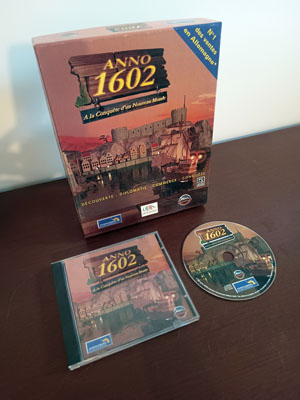 ANNO
1602
A la Conquête d'un Nouveau Monde
N°1
des ventes
en Allemagne*
DÉCOUVERTE · DIPLOMATIE · COMMERCE · CONQUÊTE
ANNO
1602
A la Conquête d'un Nouveau Monde
ANNO
1602